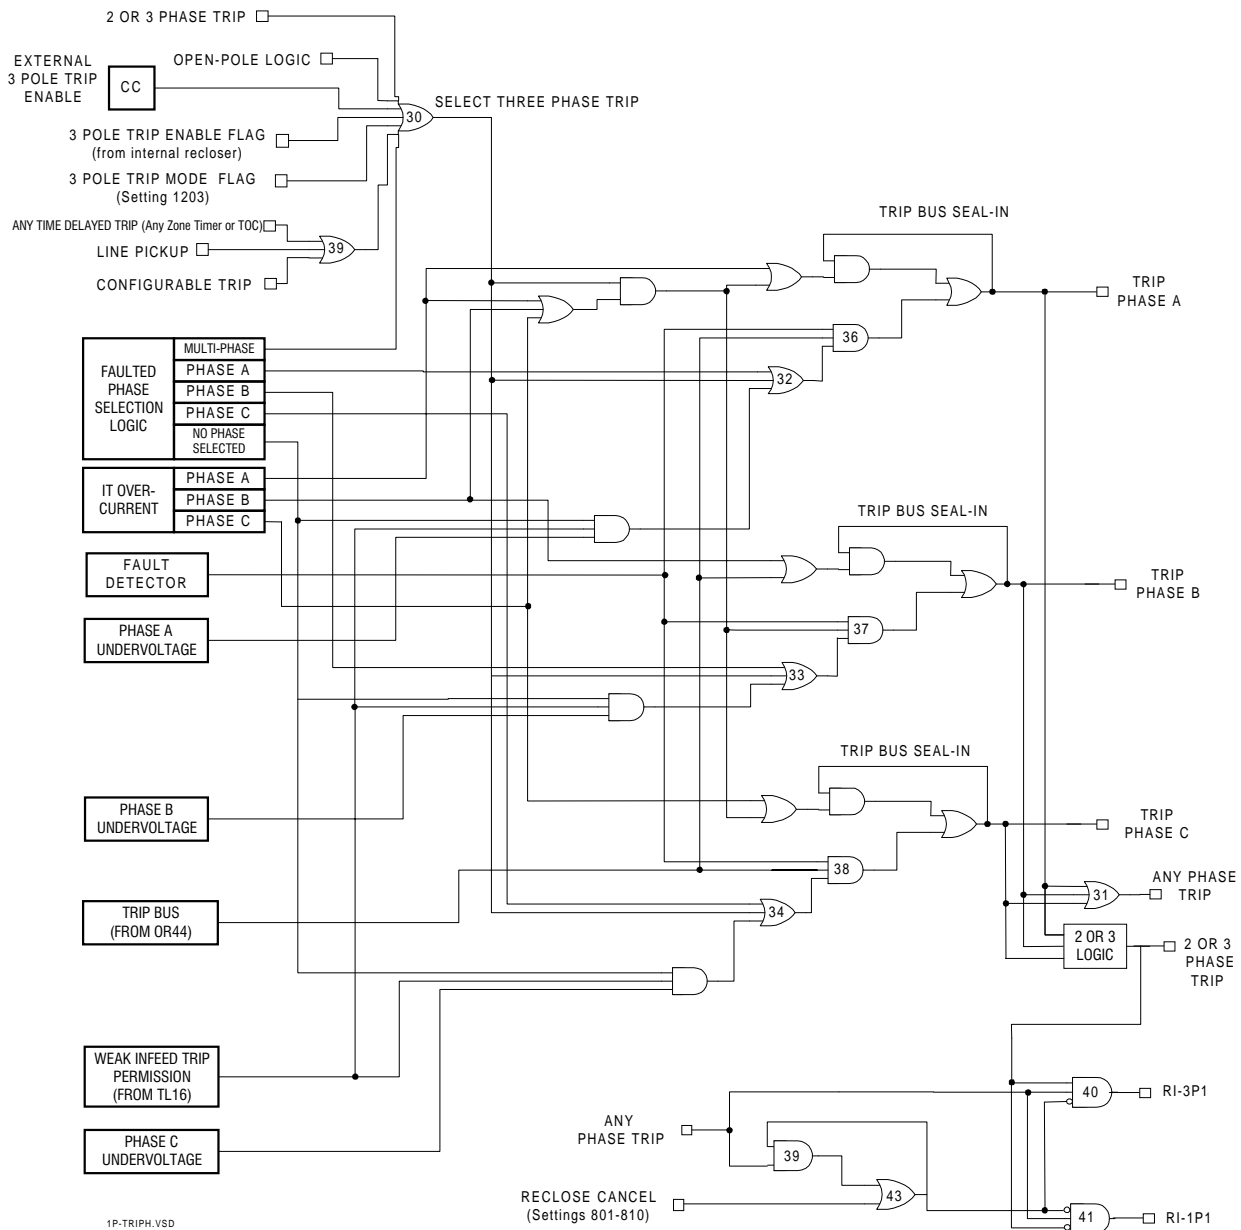 2 OR 3 PHASE TRIP
OPEN-POLE LOGIC
EXTERNAL
3 POLE TRIP
ENABLE
CC
30
SELECT THREE PHASE TRIP
3 POLE TRIP ENABLE FLAG
(from internal recloser)
3 POLE TRIP MODE FLAG
(Setting 1203)
ANY TIME DELAYED TRIP (Any Zone Timer or TOC)
LINE PICKUP
39
CONFIGURABLE TRIP
TRIP BUS SEAL-IN
TRIP
PHASE A
36
32
FAULTED
PHASE
SELECTION
LOGIC
MULTI-PHASE
PHASE A
PHASE B
PHASE C
NO PHASE
SELECTED
IT OVER-
CURRENT
PHASE A
PHASE B
PHASE C
TRIP BUS SEAL-IN
FAULT
DETECTOR
TRIP
PHASE B
PHASE A
UNDERVOLTAGE
37
33
TRIP BUS SEAL-IN
PHASE B
UNDERVOLTAGE
TRIP
PHASE C
38
34
TRIP BUS
(FROM OR44)
31
ANY PHASE
TRIP
2 OR 3
LOGIC
2 OR 3
PHASE
TRIP
WEAK INFEED TRIP
PERMISSION
(FROM TL16)
PHASE C
UNDERVOLTAGE
ANY
PHASE TRIP
40
RI-3P1
39
43
RECLOSE CANCEL
(Settings 801-810)
41
RI-1P1
1P-TRIPH.VSD